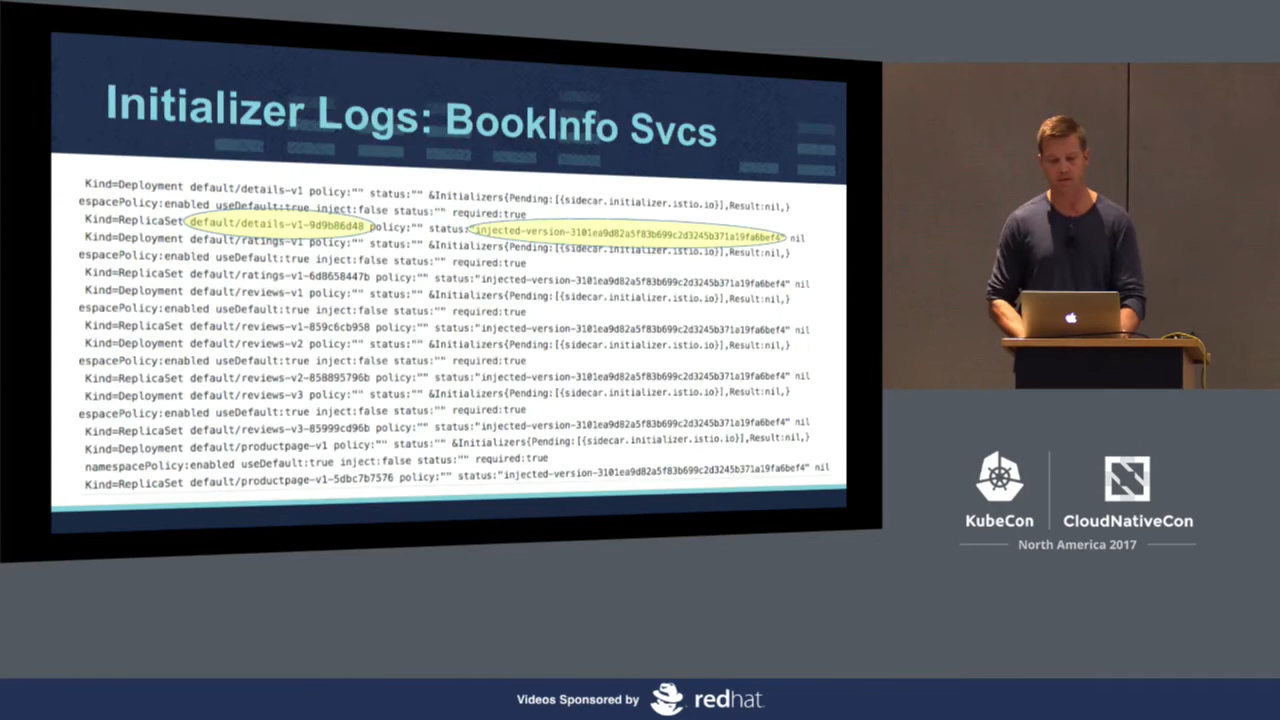 Initializer Logs: BookInfo Svcs
Kind=Deployment default/details-v1 policy:"" status:"" &Initializers{Pending:[{sidecar.initializer.istio.io}],Result:nil,}
espacePolicy:enabled useDefault:true inject:false status:"" required:true
Kind=ReplicaSet default/details-v1-9d9b86d48 policy:"" status: injected-version-3101ea9d82a5f83b699c2d3245b371a19fa6bef4" nil
Kind=Deployment default/ratings-v1 policy:"" status:"" &Initializers{Pending:[{sidecar.initializer.istio.io}],Result:nil,}
espacePolicy:enabled useDefault:true inject:false status:"" required:true
Kind=ReplicaSet default/ratings-v1-6d8658447b policy:"" status:"injected-version-3101ea9d82a5f83b699c2d3245b371a19fa6bef4" nil
Kind=Deployment default/reviews-v1 policy:"" status:"" &Initializers{Pending:[{sidecar.initializer.istio.io}],Result:nil,}
espacePolicy:enabled useDefault:true inject:false status:"" required:true
Kind=ReplicaSet default/reviews-v1-859c6cb958 policy:"" status:"injected-version-3101ea9d82a5f83b699c2d3245b371a19fa6bef4" nil
Kind=Deployment default/reviews-v2 policy:"" status:"" &Initializers{Pending:[{sidecar.initializer.istio.io}],Result:nil,}
espacePolicy:enabled useDefault:true inject:false status:"" required:true
Kind=ReplicaSet default/reviews-v2-858895796b policy:"" status:"injected-version-3101ea9d82a5f83b699c2d3245b371a19fa6bef4" nil
Kind=Deployment default/reviews-v3 policy:"" status:"" &Initializers{Pending:[{sidecar.initializer.istio.io}],Result:nil,}
espacePolicy:enabled useDefault:true inject:false status:"" required:true
Kind=ReplicaSet default/reviews-v3-85999cd96b policy:"" status:"injected-version-3101ea9d82a5f83b699c2d3245b371a19fa6bef4" nil
Kind=Deployment default/productpage-v1 policy:"" status:"" &Initializers{Pending:[{sidecar.initializer.istio.io}],Result:nil,}
namespacePolicy:enabled useDefault:true inject:false status:"" required:true
Kind=ReplicaSet default/productpage-v1-5dbc7b7576 policy:"" status:"injected-version-3101ea9d82a5f83b699c2d3245b371a19fa6bef4" nil
KubeCon CloudNativeCon
North America 2017
Videos Sponsored by redhat